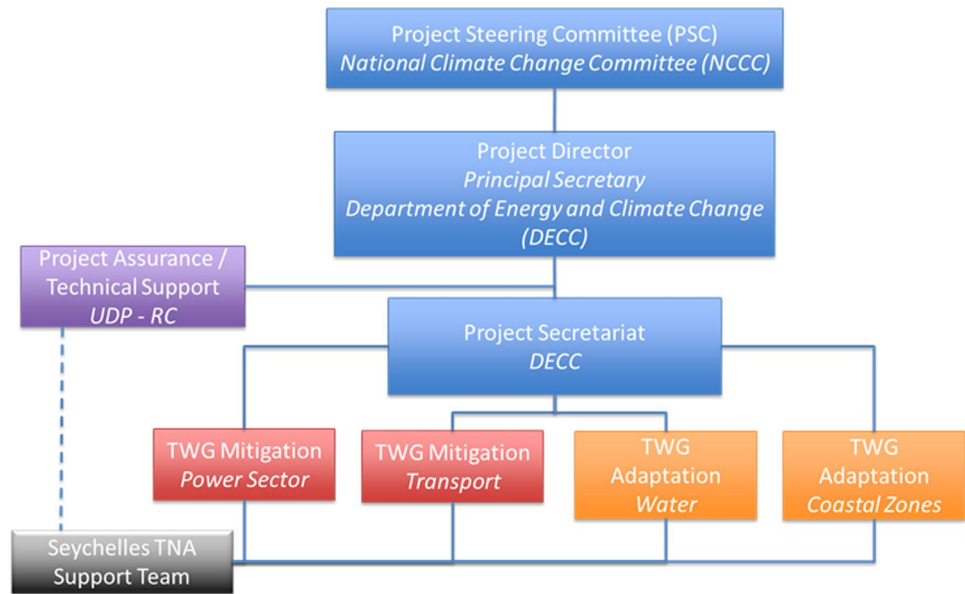 Project Steering Committee (PSC)
National Climate Change Committee (NCCC)
Project Director
Principal Secretary
Department of Energy and Climate Change
(DECC)
Project Assurance /
Technical Support
UDP - RC
Project Secretariat
DECC
TWG Mitigation
Power Sector
TWG Mitigation
Transport
TWG
Adaptation
Water
TWG
Adaptation
Coastal Zones
Seychelles TNA
Support Team